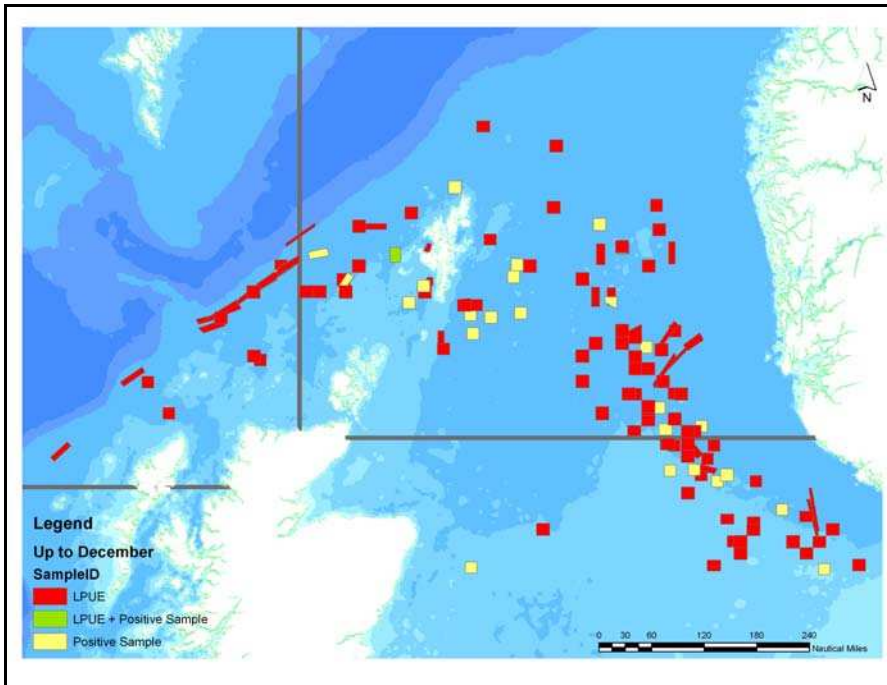 N
Legend
Up to December
SampleID
LPUE
LPUE + Positive Sample
Positive Sample
0 30 60 120 180 240
Nautical Miles